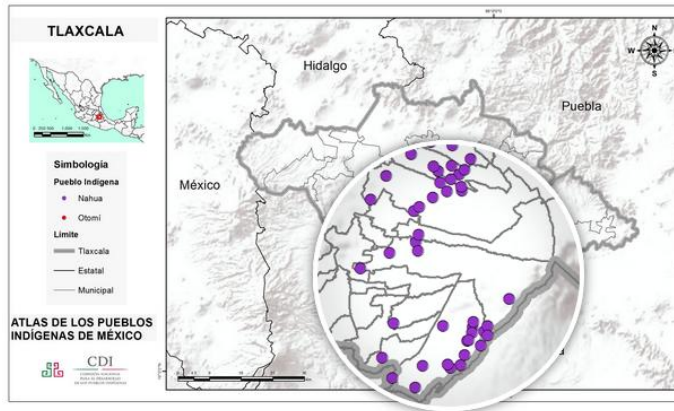 TLAXCALA
Simbología
Pueblo Indígena
Nahua
Otomí
Limite
Tlaxcala
Estatal
Municipal
ATLAS DE LOS PUEBLOS
INDÍGENAS DE MÉXICO
CDI
Hidalgo
Puebla
México
N
W
E
S